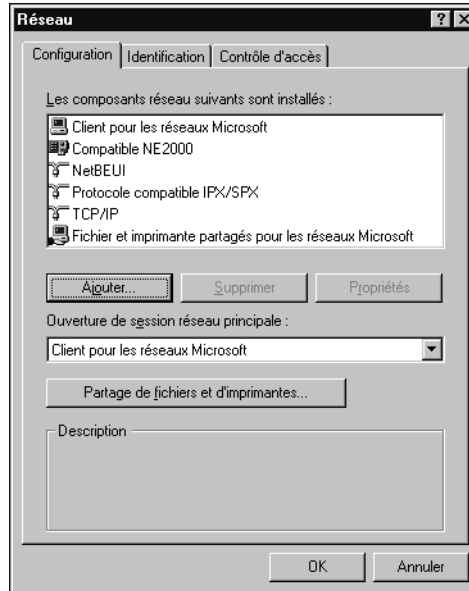 Réseau
Configuration Identification Contrôle d'accès
Les composants réseau suivants sont installés :
Client pour les réseaux Microsoft
Compatible NE2000
NetBEUI
Protocole compatible IPX/SPX
TCP/IP
Fichier et imprimante partagés pour les réseaux Microsoft
Ajouter... Supprimer Propriétés
Ouverture de session réseau principale :
Client pour les réseaux Microsoft
Partage de fichiers et d'imprimantes...
Description
OK Annuler